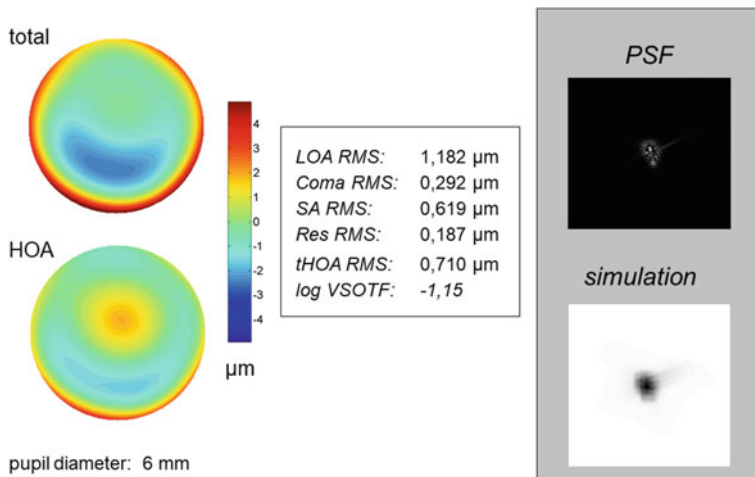 total
HOA
pupil diameter: 6 mm
4
3
2
1
0
-1
-2
-3
-4
µm
LOA RMS: 1,182 µm
Coma RMS: 0,292 µm
SA RMS: 0,619 µm
Res RMS: 0,187 µm
tHOA RMS: 0,710 µm
log VSOTF: -1,15
PSF
simulation